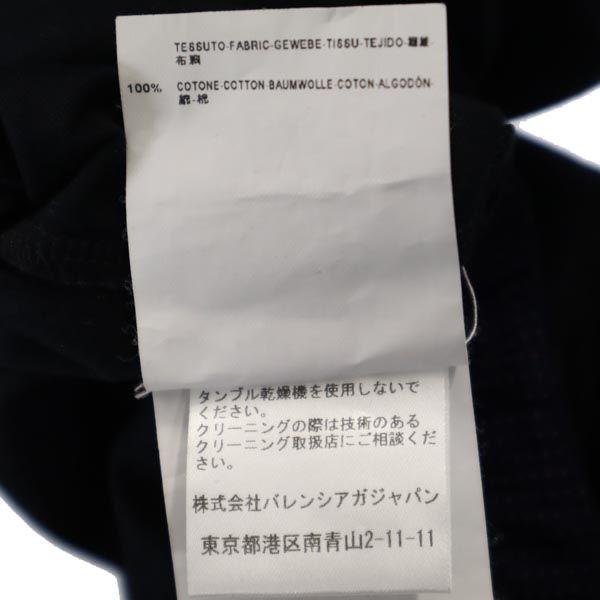 TESSUTO-FABRIC-GEWEBE-TISSU-TEJIDO-
布
100% COTONE-COTTON-BAUMWOLLE-COTON-ALGODÓN-
綿-棉
タンブル乾燥機を使用しないで
ください。
クリーニングの際は技術のある
クリーニング取扱店にご相談くだ
さい。
株式会社バレンシアガジャパン
東京都港区南青山2-11-11